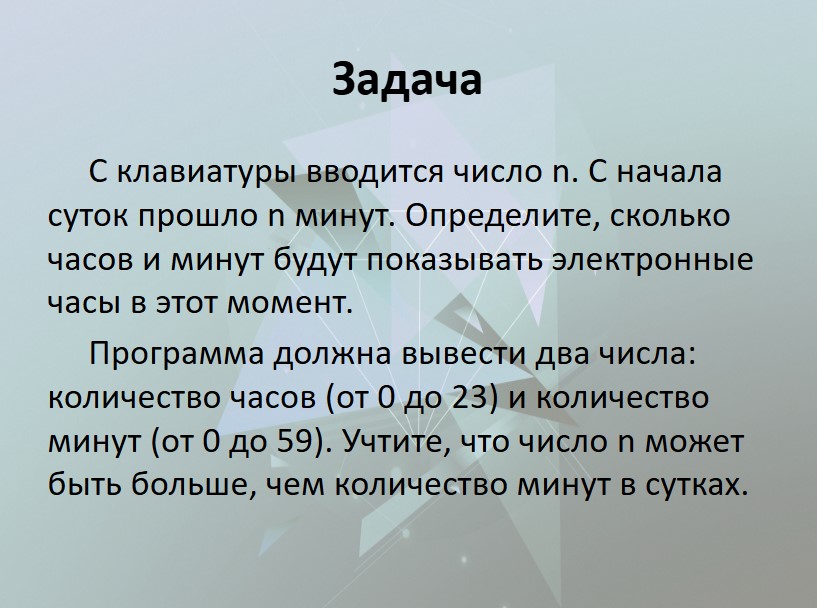 Задача
С клавиатуры вводится число n. С начала
суток прошло n минут. Определите, сколько
часов и минут будут показывать электронные
часы в этот момент.
Программа должна вывести два числа:
количество часов (от 0 до 23) и количество
минут (от 0 до 59). Учтите, что число n может
быть больше, чем количество минут в сутках.